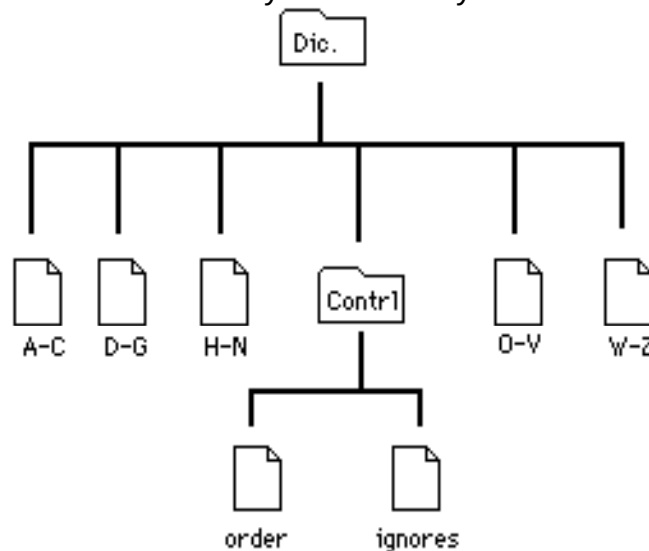 Dic.
A-C D-G H-N Contrl O-V W-Z
order ignores